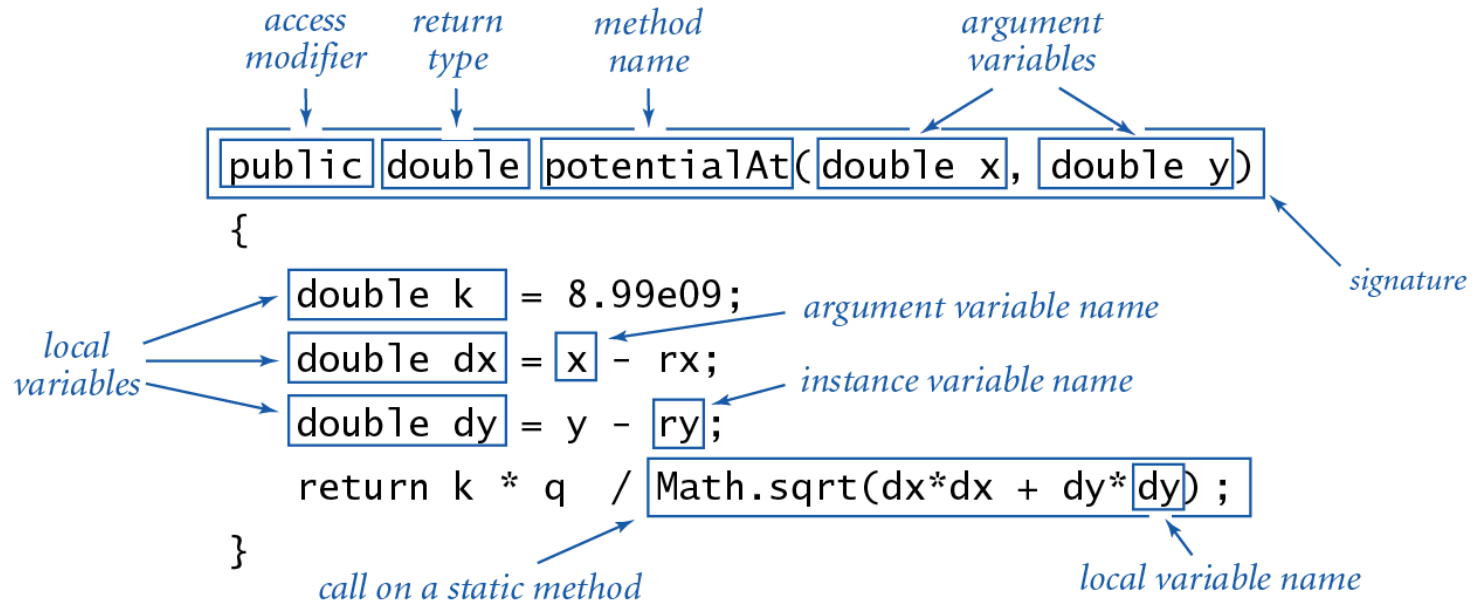 access return method argument
modifier type name variables
public double potentialAt(double x, double y)
{
signature
double k = 8.99e09;
argument variable name
local
variables
double dx = x - rx;
instance variable name
double dy = y - ry;
return k * q / Math.sqrt(dx*dx + dy*dy) ;
}
call on a static method
local variable name